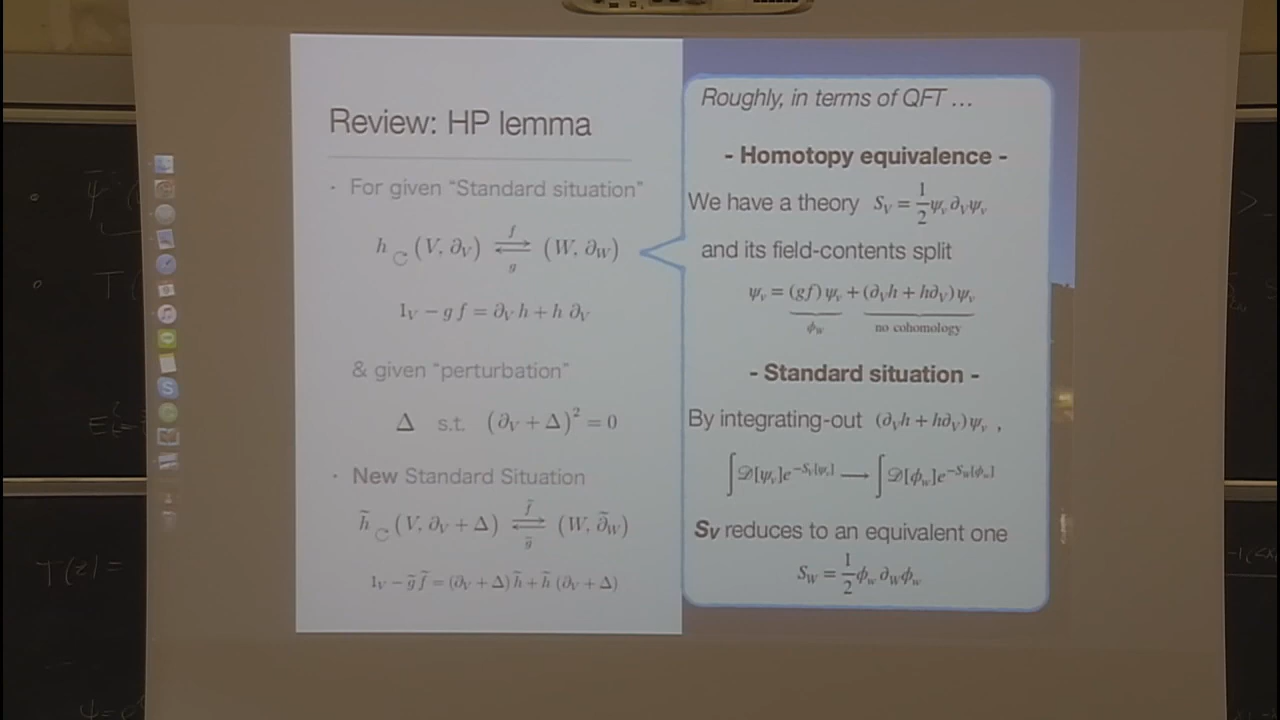 Review: HP lemma
· For given "Standard situation"
h ⟳ (V, ∂_V) ⇄ (W, ∂_W)
f
g
1_V − g f = ∂_V h + h ∂_V
& given "perturbation"
Δ s.t. (∂_V + Δ)² = 0
· New Standard Situation
h̃ ⟳ (V, ∂_V + Δ) ⇄ (W, ∂̃_W)
f̃
g̃
1_V − g̃ f̃ = (∂_V + Δ) h̃ + h̃ (∂_V + Δ)
Roughly, in terms of QFT ...
- Homotopy equivalence -
We have a theory S_V = 1/2 ψ_v ∂_V ψ_v
and its field-contents split
ψ_v = (gf) ψ_v + (∂_V h + h∂_V) ψ_v
ϕ_w no cohomology
- Standard situation -
By integrating-out (∂_V h + h∂_V) ψ_v ,
∫ 𝒟[ψ_v] e^{−S_V[ψ_v]} ⟶ ∫ 𝒟[ϕ_w] e^{−S_W[ϕ_w]}
S_V reduces to an equivalent one
S_W = 1/2 ϕ_w ∂_W ϕ_w
T(z) =